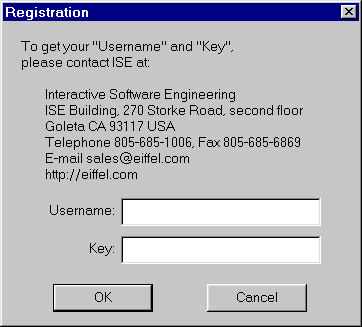 Registration
To get your "Username" and "Key",
please contact ISE at:
Interactive Software Engineering
ISE Building, 270 Storke Road, second floor
Goleta CA 93117 USA
Telephone 805-685-1006, Fax 805-685-6869
E-mail sales@eiffel.com
http://eiffel.com
Username:
Key:
OK Cancel